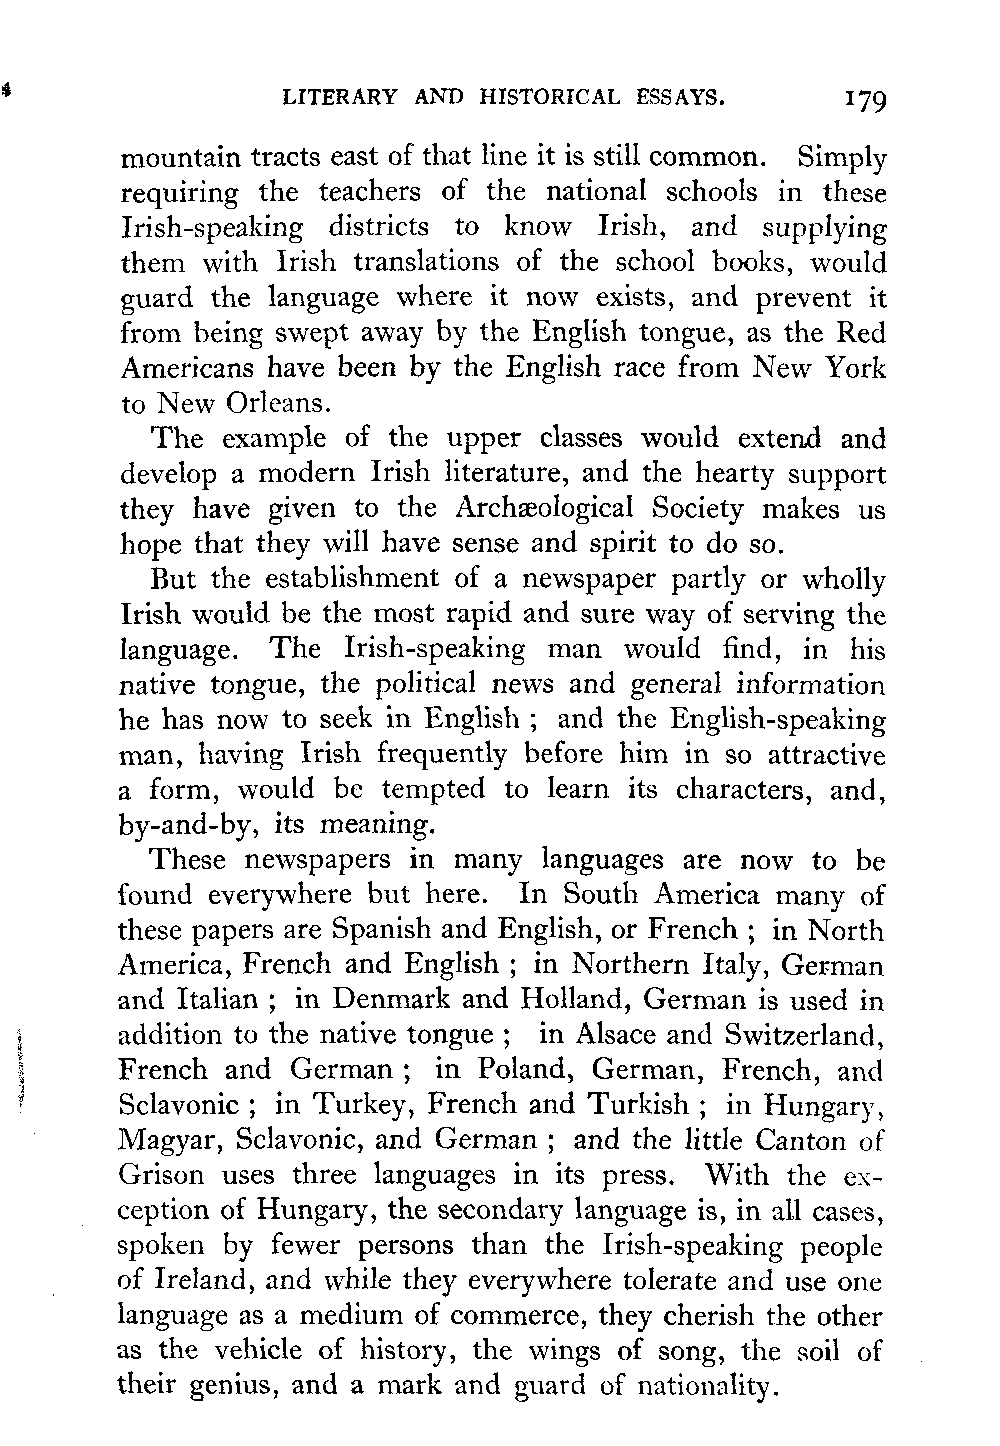 LITERARY AND HISTORICAL ESSAYS. 179
mountain tracts east of that line it is still common. Simply
requiring the teachers of the national schools in these
Irish-speaking districts to know Irish, and supplying
them with Irish translations of the school books, would
guard the language where it now exists, and prevent it
from being swept away by the English tongue, as the Red
Americans have been by the English race from New York
to New Orleans.
The example of the upper classes would extend and
develop a modern Irish literature, and the hearty support
they have given to the Archæological Society makes us
hope that they will have sense and spirit to do so.
But the establishment of a newspaper partly or wholly
Irish would be the most rapid and sure way of serving the
language. The Irish-speaking man would find, in his
native tongue, the political news and general information
he has now to seek in English ; and the English-speaking
man, having Irish frequently before him in so attractive
a form, would be tempted to learn its characters, and,
by-and-by, its meaning.
These newspapers in many languages are now to be
found everywhere but here. In South America many of
these papers are Spanish and English, or French ; in North
America, French and English ; in Northern Italy, German
and Italian ; in Denmark and Holland, German is used in
addition to the native tongue ; in Alsace and Switzerland,
French and German ; in Poland, German, French, and
Sclavonic ; in Turkey, French and Turkish ; in Hungary,
Magyar, Sclavonic, and German ; and the little Canton of
Grison uses three languages in its press. With the ex-
ception of Hungary, the secondary language is, in all cases,
spoken by fewer persons than the Irish-speaking people
of Ireland, and while they everywhere tolerate and use one
language as a medium of commerce, they cherish the other
as the vehicle of history, the wings of song, the soil of
their genius, and a mark and guard of nationality.